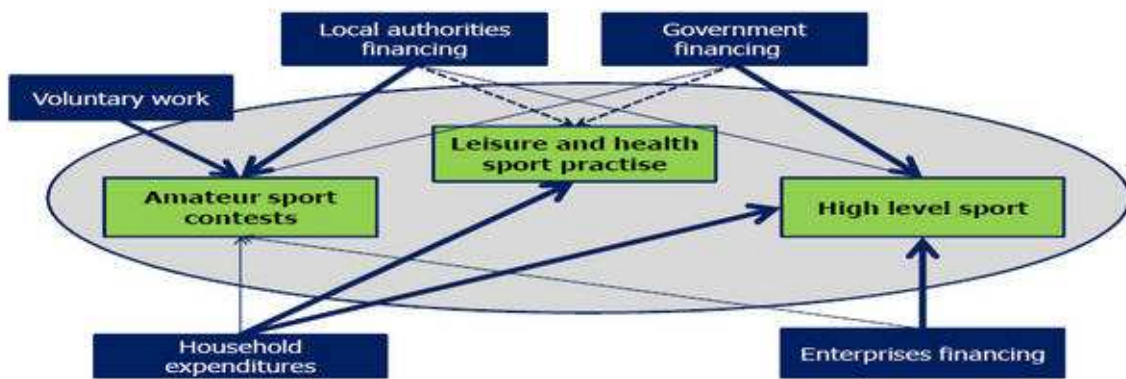 Local authorities
financing
Government
financing
Voluntary work
Leisure and health
sport practise
Amateur sport
contests
High level sport
Household
expenditures
Enterprises financing